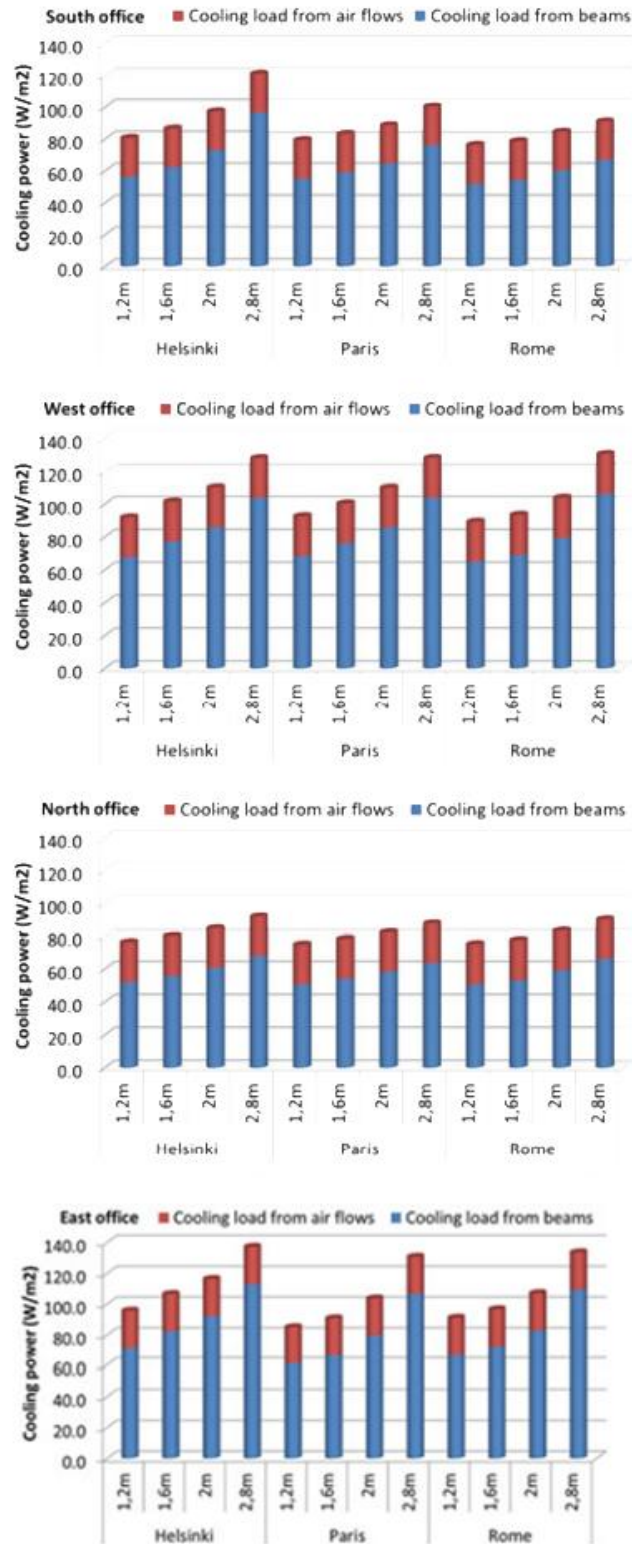 South office Cooling load from air flows Cooling load from beams
Cooling power (W/m2)
140.0
120.0
100.0
80.0
60.0
40.0
20.0
0.0
1,2m 1,6m 2m 2,8m 1,2m 1,6m 2m 2,8m 1,2m 1,6m 2m 2,8m
Helsinki Paris Rome
West office Cooling load from air flows Cooling load from beams
Cooling power (W/m2)
140.0
120.0
100.0
80.0
60.0
40.0
20.0
0.0
1,2m 1,6m 2m 2,8m 1,2m 1,6m 2m 2,8m 1,2m 1,6m 2m 2,8m
Helsinki Paris Rome
North office Cooling load from air flows Cooling load from beams
Cooling power (W/m2)
140.0
120.0
100.0
80.0
60.0
40.0
20.0
0.0
1,2m 1,6m 2m 2,8m 1,2m 1,6m 2m 2,8m 1,2m 1,6m 2m 2,8m
Helsinki Paris Rome
East office Cooling load from air flows Cooling load from beams
Cooling power (W/m2)
140.0
120.0
100.0
80.0
60.0
40.0
20.0
0.0
1,2m 1,6m 2m 2,8m 1,2m 1,6m 2m 2,8m 1,2m 1,6m 2m 2,8m
Helsinki Paris Rome